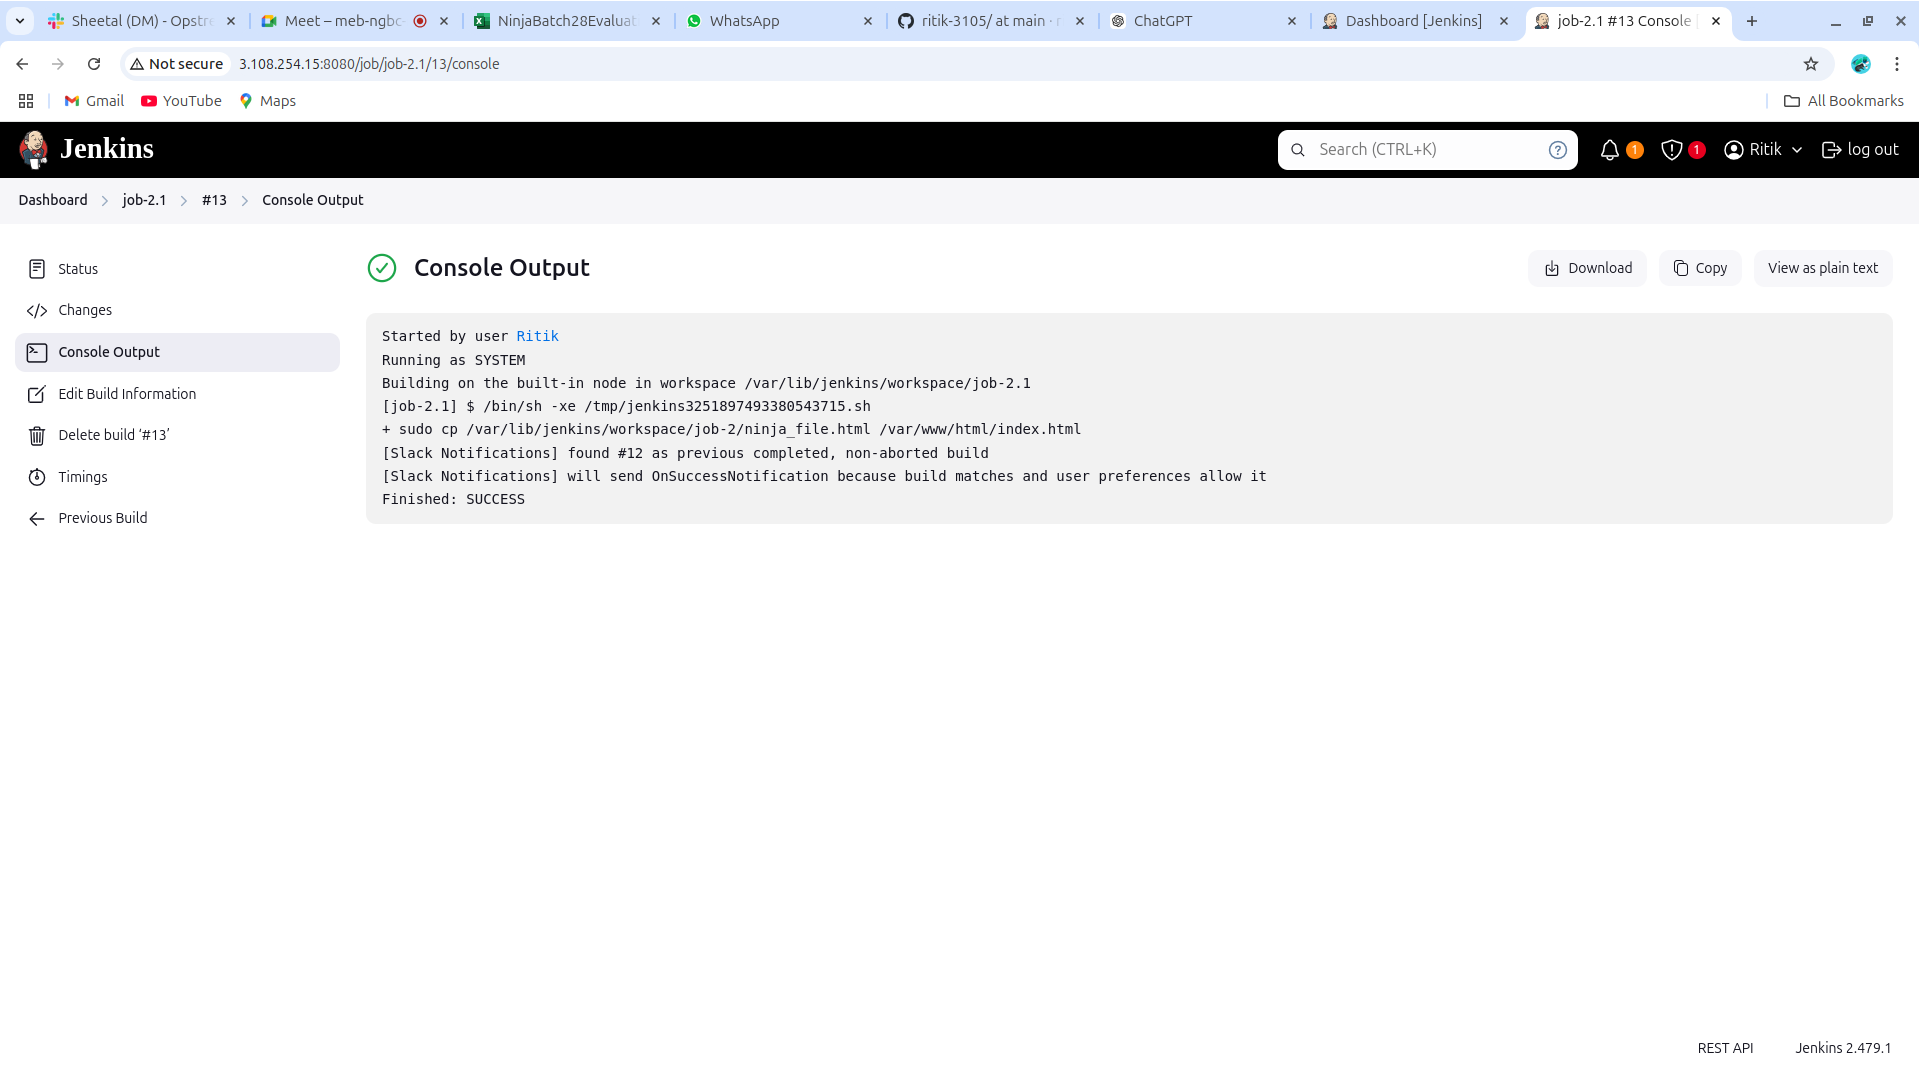 Sheetal (DM) - Opstre
Meet – meb-ngbc
NinjaBatch28Evaluat
WhatsApp
ritik-3105/ at main · r
ChatGPT
Dashboard [Jenkins]
job-2.1 #13 Console
Not secure
3.108.254.15:8080/job/job-2.1/13/console
Gmail
YouTube
Maps
All Bookmarks
Jenkins
Search (CTRL+K)
1
1
Ritik
log out
Dashboard
job-2.1
#13
Console Output
Status
Changes
Console Output
Edit Build Information
Delete build ‘#13’
Timings
Previous Build
Console Output
Download
Copy
View as plain text
Started by user Ritik
Running as SYSTEM
Building on the built-in node in workspace /var/lib/jenkins/workspace/job-2.1
[job-2.1] $ /bin/sh -xe /tmp/jenkins3251897493380543715.sh
+ sudo cp /var/lib/jenkins/workspace/job-2/ninja_file.html /var/www/html/index.html
[Slack Notifications] found #12 as previous completed, non-aborted build
[Slack Notifications] will send OnSuccessNotification because build matches and user preferences allow it
Finished: SUCCESS
REST API
Jenkins 2.479.1